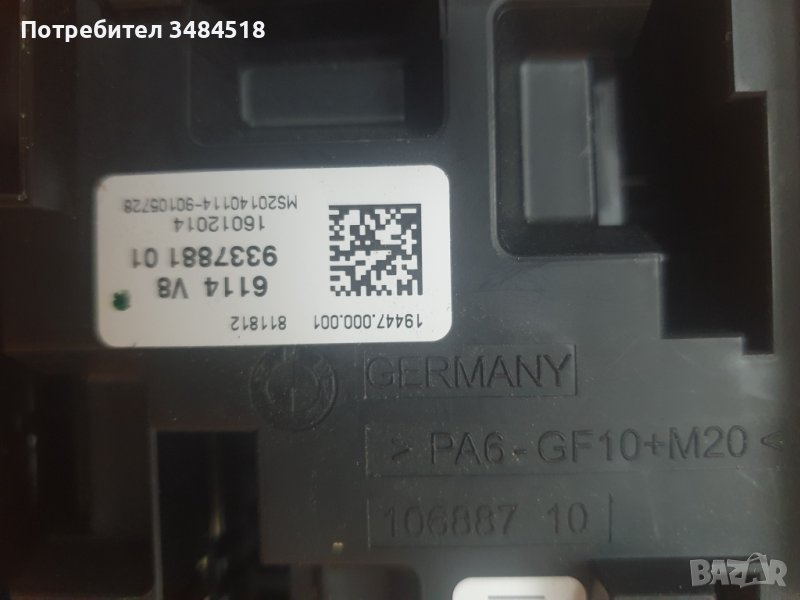 Потребител 3484518
19447.000.001 811812
6114 V8
9337881 01
16012014
MS20140114-90105728
GERMANY
> PA6-GF10+M20 <
106887 10
BAZAR